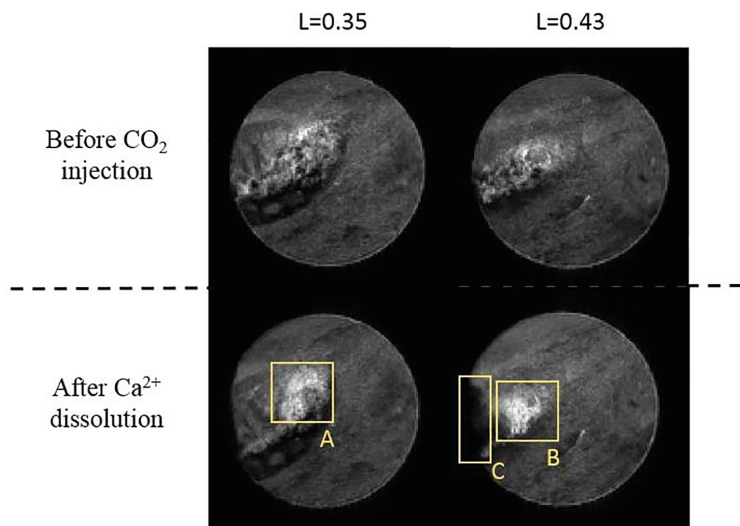 L=0.35 L=0.43
Before CO₂
injection
After Ca²⁺
dissolution
A
B
C